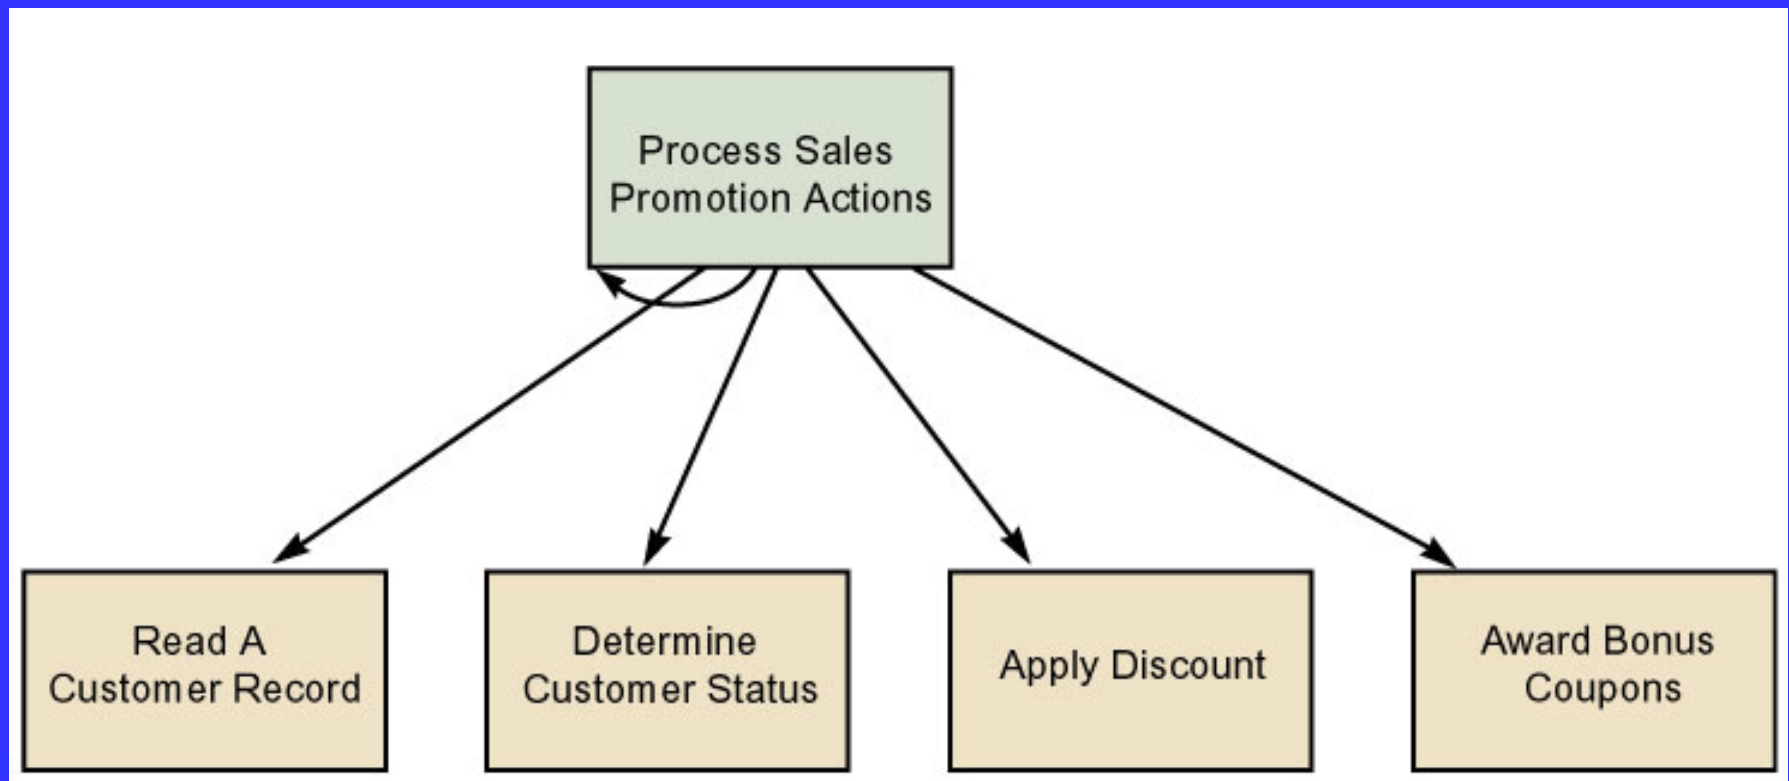 Process Sales
Promotion Actions
Read A
Customer Record
Determine
Customer Status
Apply Discount
Award Bonus
Coupons